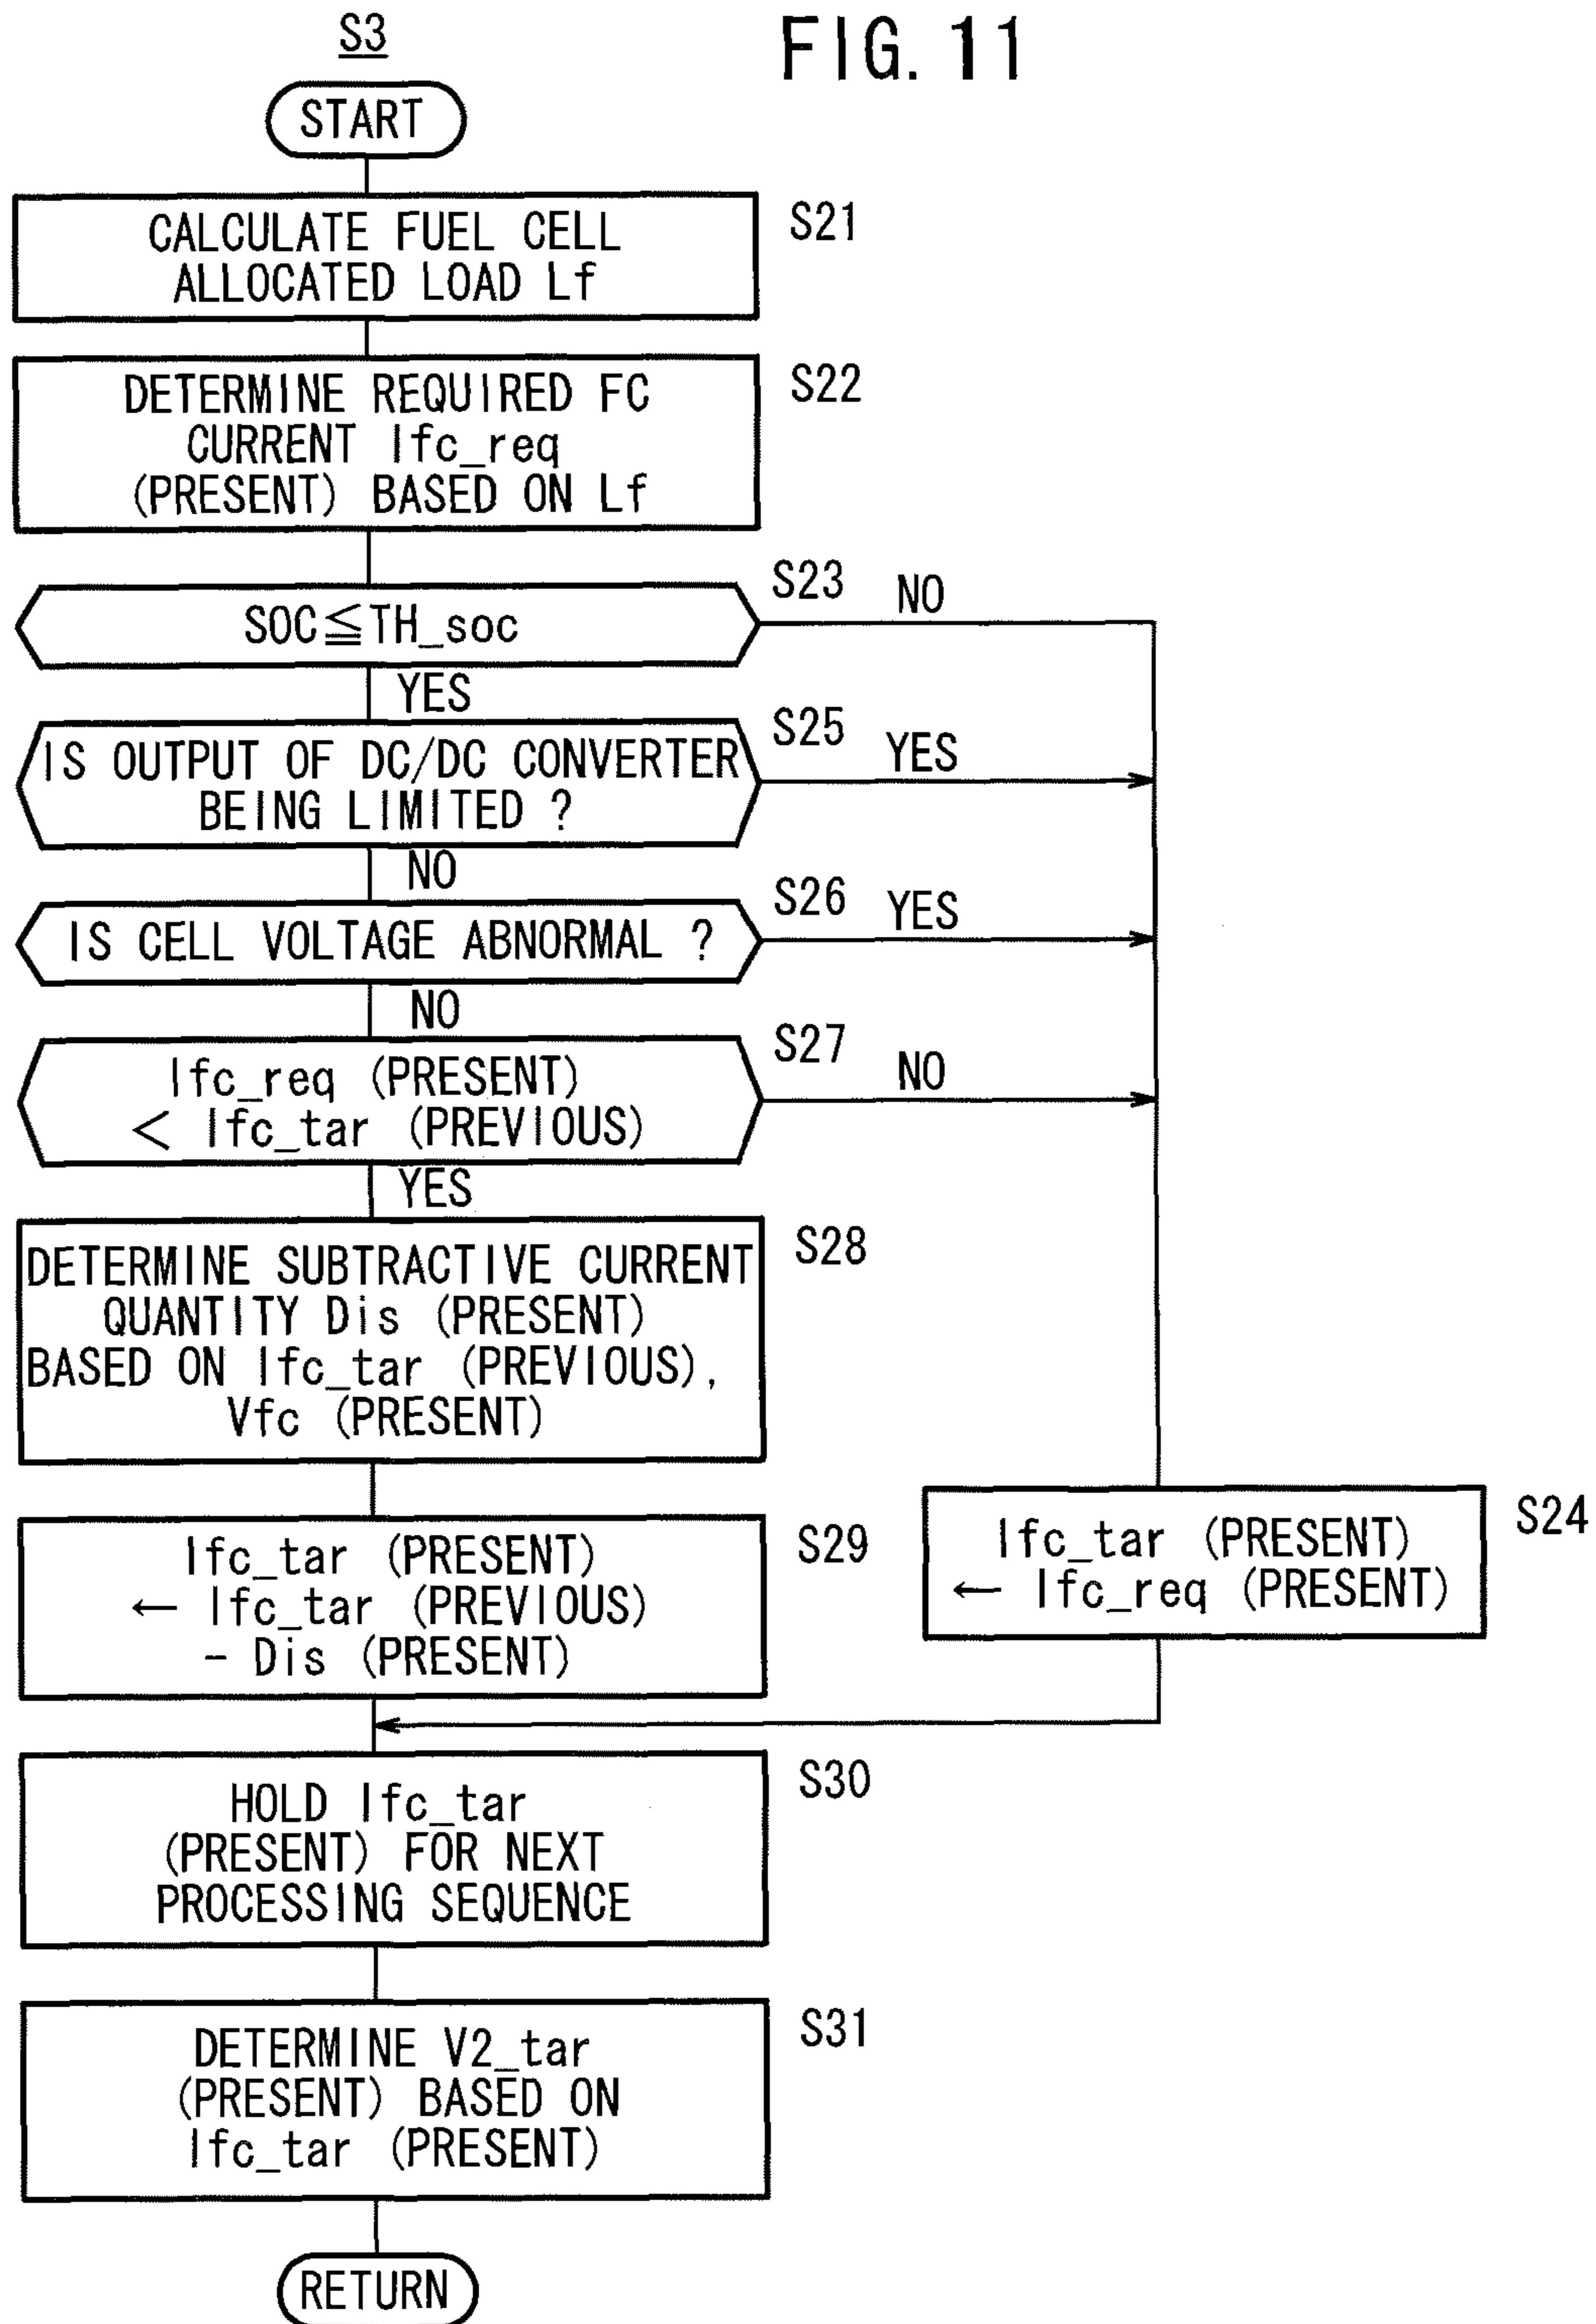 S3
FIG. 11
START
CALCULATE FUEL CELL
ALLOCATED LOAD Lf
S21
DETERMINE REQUIRED FC
CURRENT Ifc_req
(PRESENT) BASED ON Lf
S22
SOC≦TH_soc
S23
NO
YES
IS OUTPUT OF DC/DC CONVERTER
BEING LIMITED ?
S25
YES
NO
IS CELL VOLTAGE ABNORMAL ?
S26
YES
NO
Ifc_req (PRESENT)
< Ifc_tar (PREVIOUS)
S27
NO
YES
DETERMINE SUBTRACTIVE CURRENT
QUANTITY Dis (PRESENT)
BASED ON Ifc_tar (PREVIOUS),
Vfc (PRESENT)
S28
Ifc_tar (PRESENT)
← Ifc_tar (PREVIOUS)
- Dis (PRESENT)
S29
Ifc_tar (PRESENT)
← Ifc_req (PRESENT)
S24
HOLD Ifc_tar
(PRESENT) FOR NEXT
PROCESSING SEQUENCE
S30
DETERMINE V2_tar
(PRESENT) BASED ON
Ifc_tar (PRESENT)
S31
RETURN